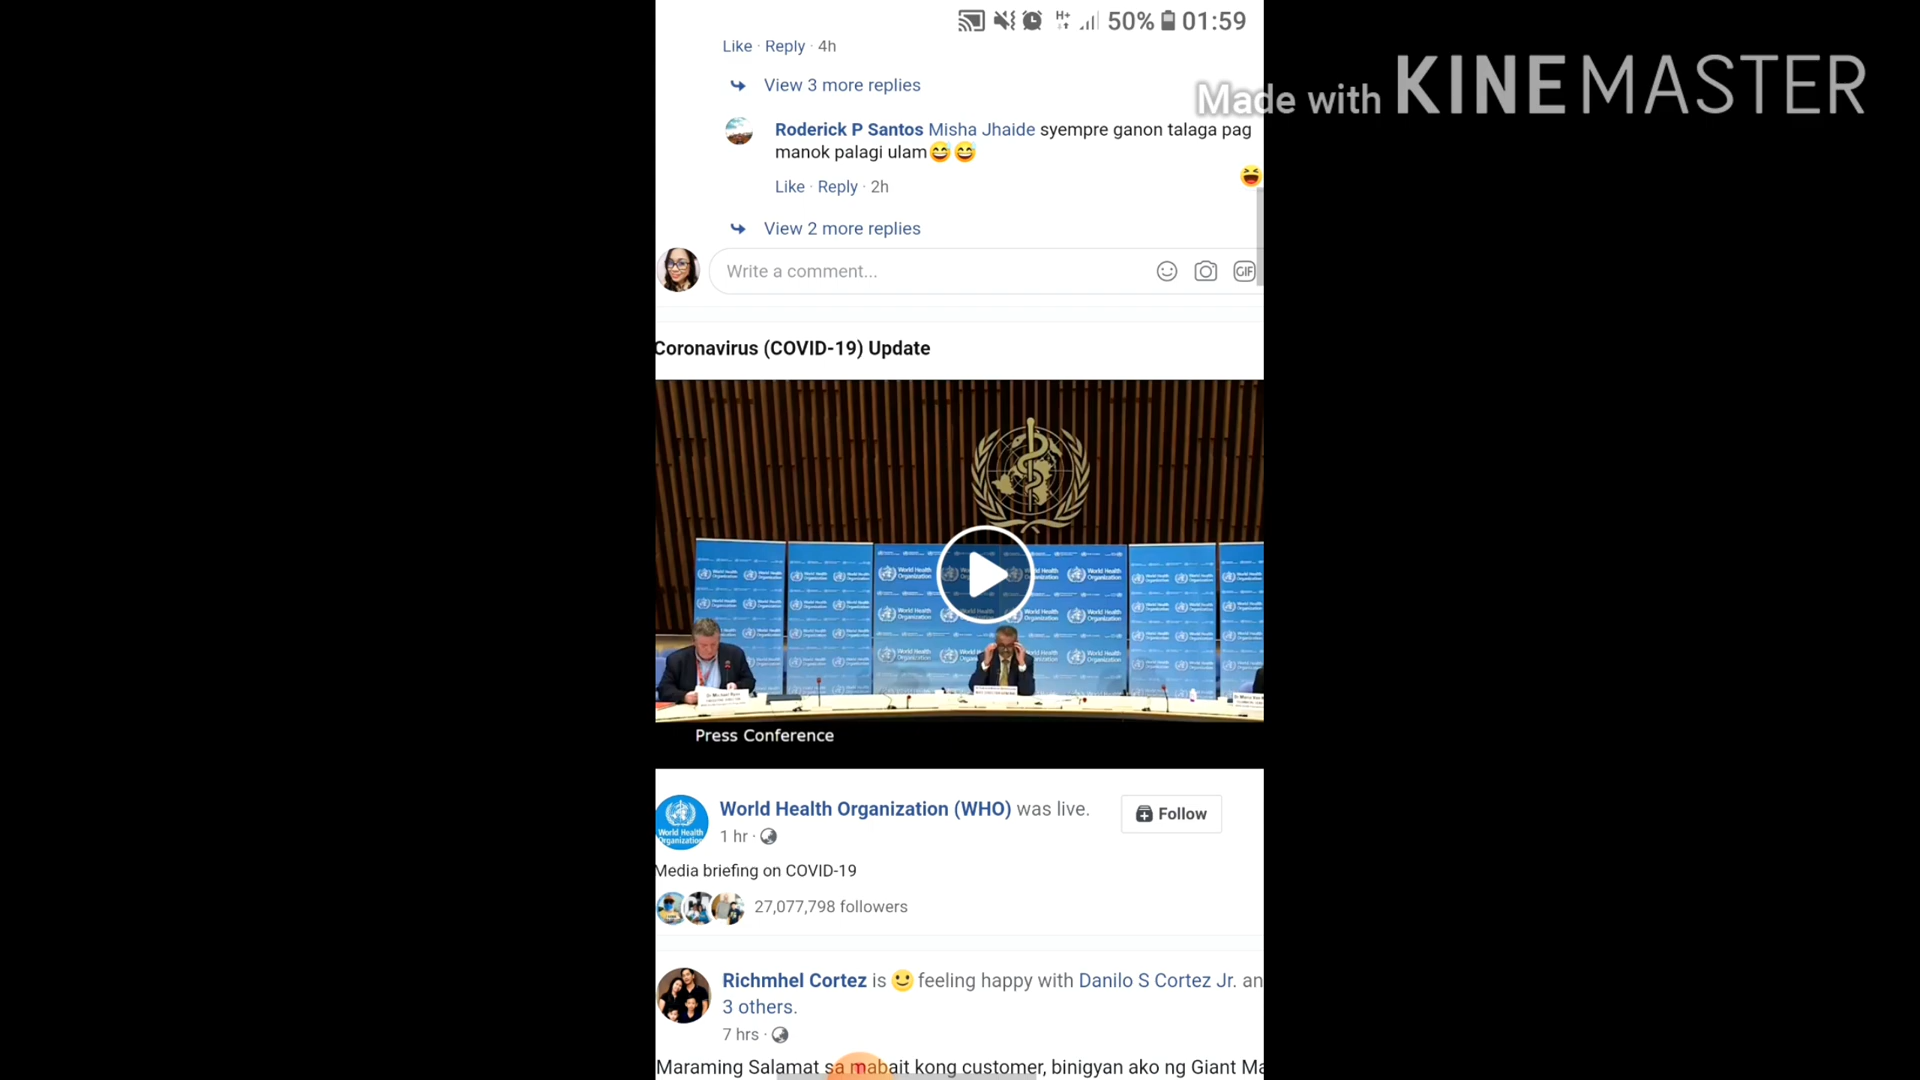 50% 01:59
Like · Reply · 4h
Made with KINEMASTER
View 3 more replies
Roderick P Santos Misha Jhaide syempre ganon talaga pag
manok palagi ulam😅😅
Like · Reply · 2h
View 2 more replies
Write a comment...
GIF
Coronavirus (COVID-19) Update
World Health Organization
Press Conference
World Health Organization (WHO) was live.
Follow
1 hr ·
Media briefing on COVID-19
27,077,798 followers
Richmhel Cortez is 🙂 feeling happy with Danilo S Cortez Jr. an
3 others.
7 hrs ·
Maraming Salamat sa mabait kong customer, binigyan ako ng Giant Ma